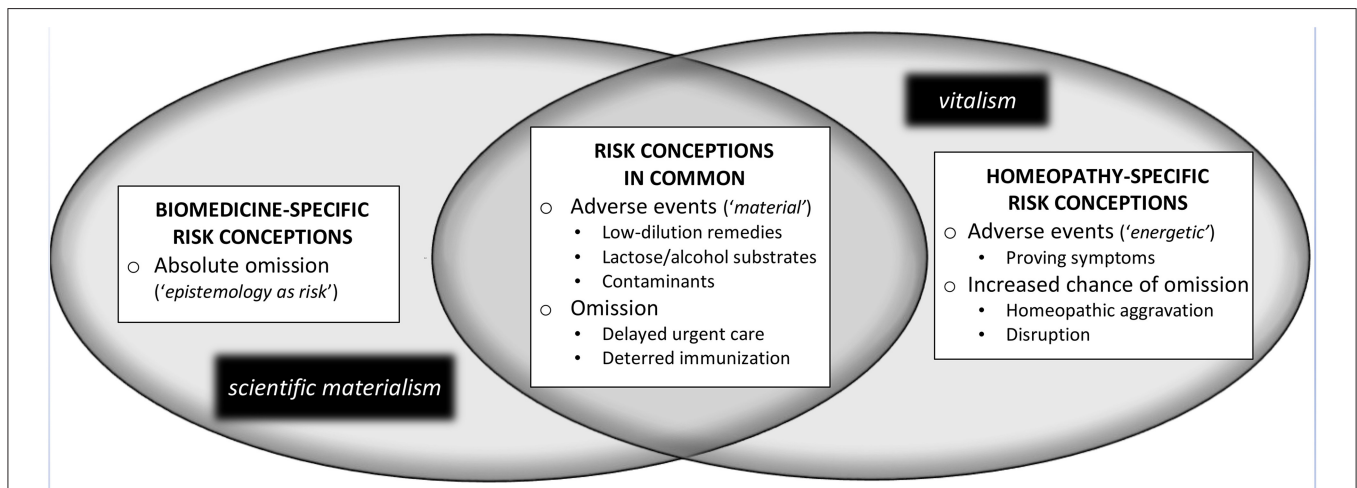 BIOMEDICINE-SPECIFIC
RISK CONCEPTIONS
○ Absolute omission
(‘epistemology as risk’)
scientific materialism
RISK CONCEPTIONS
IN COMMON
○ Adverse events (‘material’)
• Low-dilution remedies
• Lactose/alcohol substrates
• Contaminants
○ Omission
• Delayed urgent care
• Deterred immunization
vitalism
HOMEOPATHY-SPECIFIC
RISK CONCEPTIONS
○ Adverse events (‘energetic’)
• Proving symptoms
○ Increased chance of omission
• Homeopathic aggravation
• Disruption